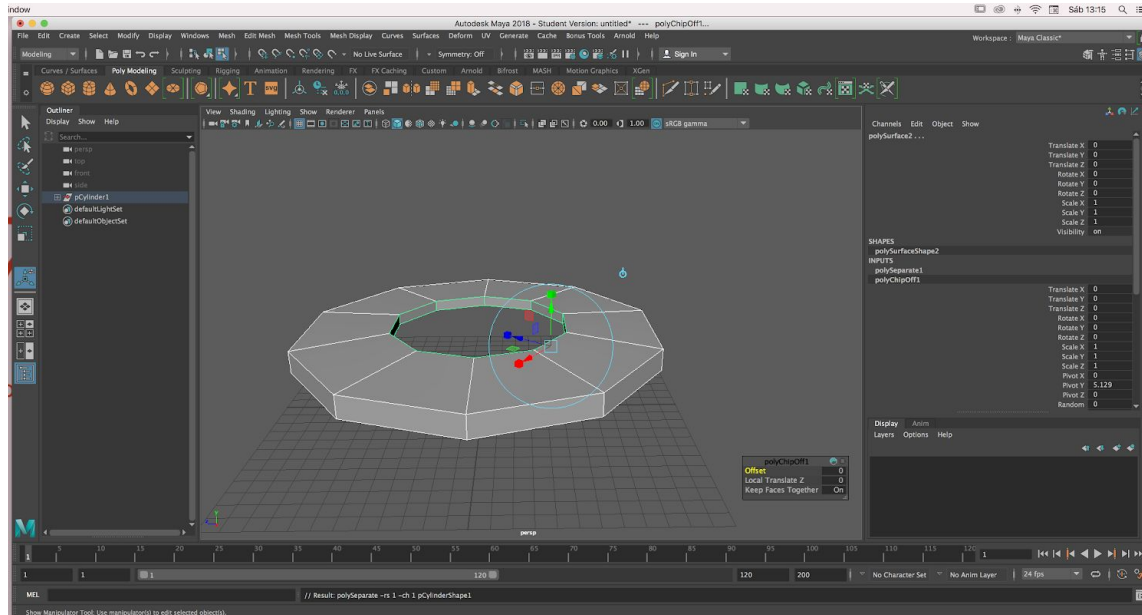 indow
Sáb 13:15
Autodesk Maya 2018 - Student Version: untitled* --- polyChipOff1...
File Edit Create Select Modify Display Windows Mesh Edit Mesh Mesh Tools Mesh Display Curves Surfaces Deform UV Generate Cache Bonus Tools Arnold Help
Workspace : Maya Classic*
Modeling
No Live Surface
Symmetry: Off
Sign In
Curves / Surfaces Poly Modeling Sculpting Rigging Animation Rendering FX FX Caching Custom Arnold Bifrost MASH Motion Graphics XGen
Outliner
Display Show Help
Search...
persp
top
front
side
pCylinder1
defaultLightSet
defaultObjectSet
View Shading Lighting Show Renderer Panels
0.00 1.00 sRGB gamma
persp
polyChipOff1
Offset 0
Local Translate Z 0
Keep Faces Together On
Channels Edit Object Show
polySurface2 . . .
Translate X 0
Translate Y 0
Translate Z 0
Rotate X 0
Rotate Y 0
Rotate Z 0
Scale X 1
Scale Y 1
Scale Z 1
Visibility on
SHAPES
polySurfaceShape2
INPUTS
polySeparate1
polyChipOff1
Translate X 0
Translate Y 0
Translate Z 0
Rotate X 0
Rotate Y 0
Rotate Z 0
Scale X 1
Scale Y 1
Scale Z 1
Pivot X 0
Pivot Y 5.129
Pivot Z 0
Random 0
Display Anim
Layers Options Help
1 5 10 15 20 25 30 35 40 45 50 55 60 65 70 75 80 85 90 95 100 105 110 115 120 1
1 1 1 120 120 200 No Character Set No Anim Layer 24 fps
MEL // Result: polySeparate -rs 1 -ch 1 pCylinderShape1
Show Manipulator Tool: Use manipulator(s) to edit selected object(s).